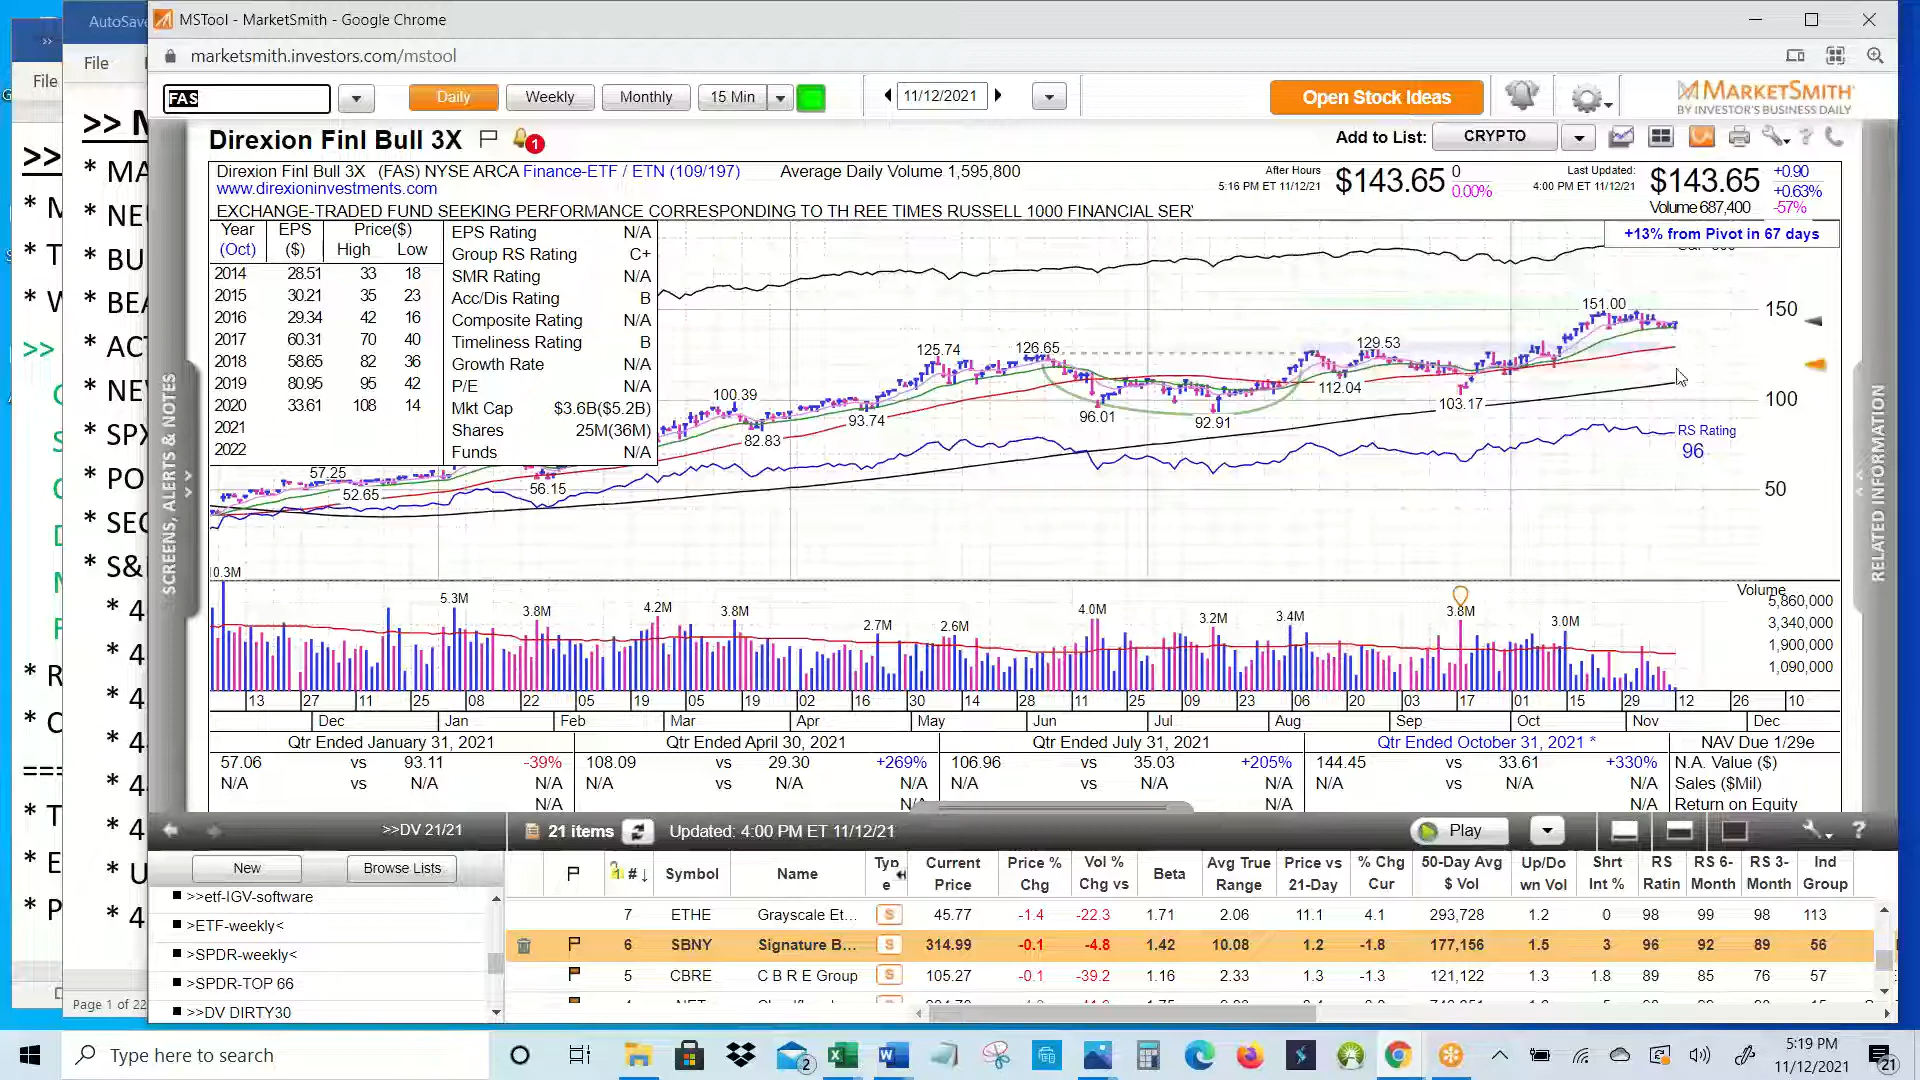 AutoSave
MSTool - MarketSmith - Google Chrome
»
File
File
marketsmith.investors.com/mstool
FAS
Daily
Weekly
Monthly
15 Min
11/12/2021
Open Stock Ideas
MARKETSMITH
BY INVESTOR'S BUSINESS DAILY
Direxion Finl Bull 3X
1
Add to List:
CRYPTO
Direxion Finl Bull 3X (FAS) NYSE ARCA Finance-ETF / ETN (109/197) Average Daily Volume 1,595,800
www.direxioninvestments.com
EXCHANGE-TRADED FUND SEEKING PERFORMANCE CORRESPONDING TO TH REE TIMES RUSSELL 1000 FINANCIAL SER
After Hours
5:16 PM ET 11/12/21
$143.65
0
0.00%
Last Updated:
4:00 PM ET 11/12/21
$143.65
+0.90
+0.63%
Volume 687,400 -57%
+13% from Pivot in 67 days
Year EPS Price($)
(Oct) ($) High Low
2014 28.51 33 18
2015 30.21 35 23
2016 29.34 42 16
2017 60.31 70 40
2018 58.65 82 36
2019 80.95 95 42
2020 33.61 108 14
2021
2022
EPS Rating N/A
Group RS Rating C+
SMR Rating N/A
Acc/Dis Rating B
Composite Rating N/A
Timeliness Rating B
Growth Rate N/A
P/E N/A
Mkt Cap $3.6B($5.2B)
Shares 25M(36M)
Funds N/A
57.25
52.65
56.15
100.39
82.83
93.74
125.74
126.65
96.01
92.91
112.04
129.53
103.17
151.00
150
100
50
RS Rating
96
0.3M
5.3M
3.8M
4.2M
3.8M
2.7M
2.6M
4.0M
3.2M
3.4M
3.8M
3.0M
Volume
5,860,000
3,340,000
1,900,000
1,090,000
13 27 11 25 08 22 05 19 05 19 02 16 30 14 28 11 25 09 23 06 20 03 17 01 15 29 12 26 10
Dec Jan Feb Mar Apr May Jun Jul Aug Sep Oct Nov Dec
Qtr Ended January 31, 2021 Qtr Ended April 30, 2021 Qtr Ended July 31, 2021 Qtr Ended October 31, 2021 * NAV Due 1/29e
57.06 vs 93.11 -39% 108.09 vs 29.30 +269% 106.96 vs 35.03 +205% 144.45 vs 33.61 +330% N.A. Value ($)
N/A vs N/A N/A N/A vs N/A N/A N/A vs N/A N/A N/A vs N/A N/A Sales ($Mil)
N/A N/A N/A N/A Return on Equity
SCREENS, ALERTS & NOTES
RELATED INFORMATION
>>DV 21/21
21 items
Updated: 4:00 PM ET 11/12/21
Play
?
New
Browse Lists
>>etf-IGV-software
>ETF-weekly<
>SPDR-weekly<
>SPDR-TOP 66
>>DV DIRTY30
# Symbol Name Type Current Price Price % Chg Vol % Chg vs Beta Avg True Range Price vs 21-Day % Chg Cur 50-Day Avg $ Vol Up/Down Vol Shrt Int % RS Ratin RS 6-Month RS 3-Month Ind Group
7 ETHE Grayscale Et... S 45.77 -1.4 -22.3 1.71 2.06 11.1 4.1 293,728 1.2 0 98 99 98 113
6 SBNY Signature B... S 314.99 -0.1 -4.8 1.42 10.08 1.2 -1.8 177,156 1.5 3 96 92 89 56
5 CBRE C B R E Group S 105.27 -0.1 -39.2 1.16 2.33 1.3 -1.3 121,122 1.3 1.8 89 85 76 57
>> M
* MA
* NEU
* BU
* BEA
* ACT
* NEV
* SPX
* PO
* SEC
* S&
* 4
* 4
* 4
* 4
* 4
* 4
* U
* 4
>>
* M
* T
* W
>>
* R
* C
* T
* E
* P
Page 1 of 22
Type here to search
2
5:19 PM
11/12/2021
21